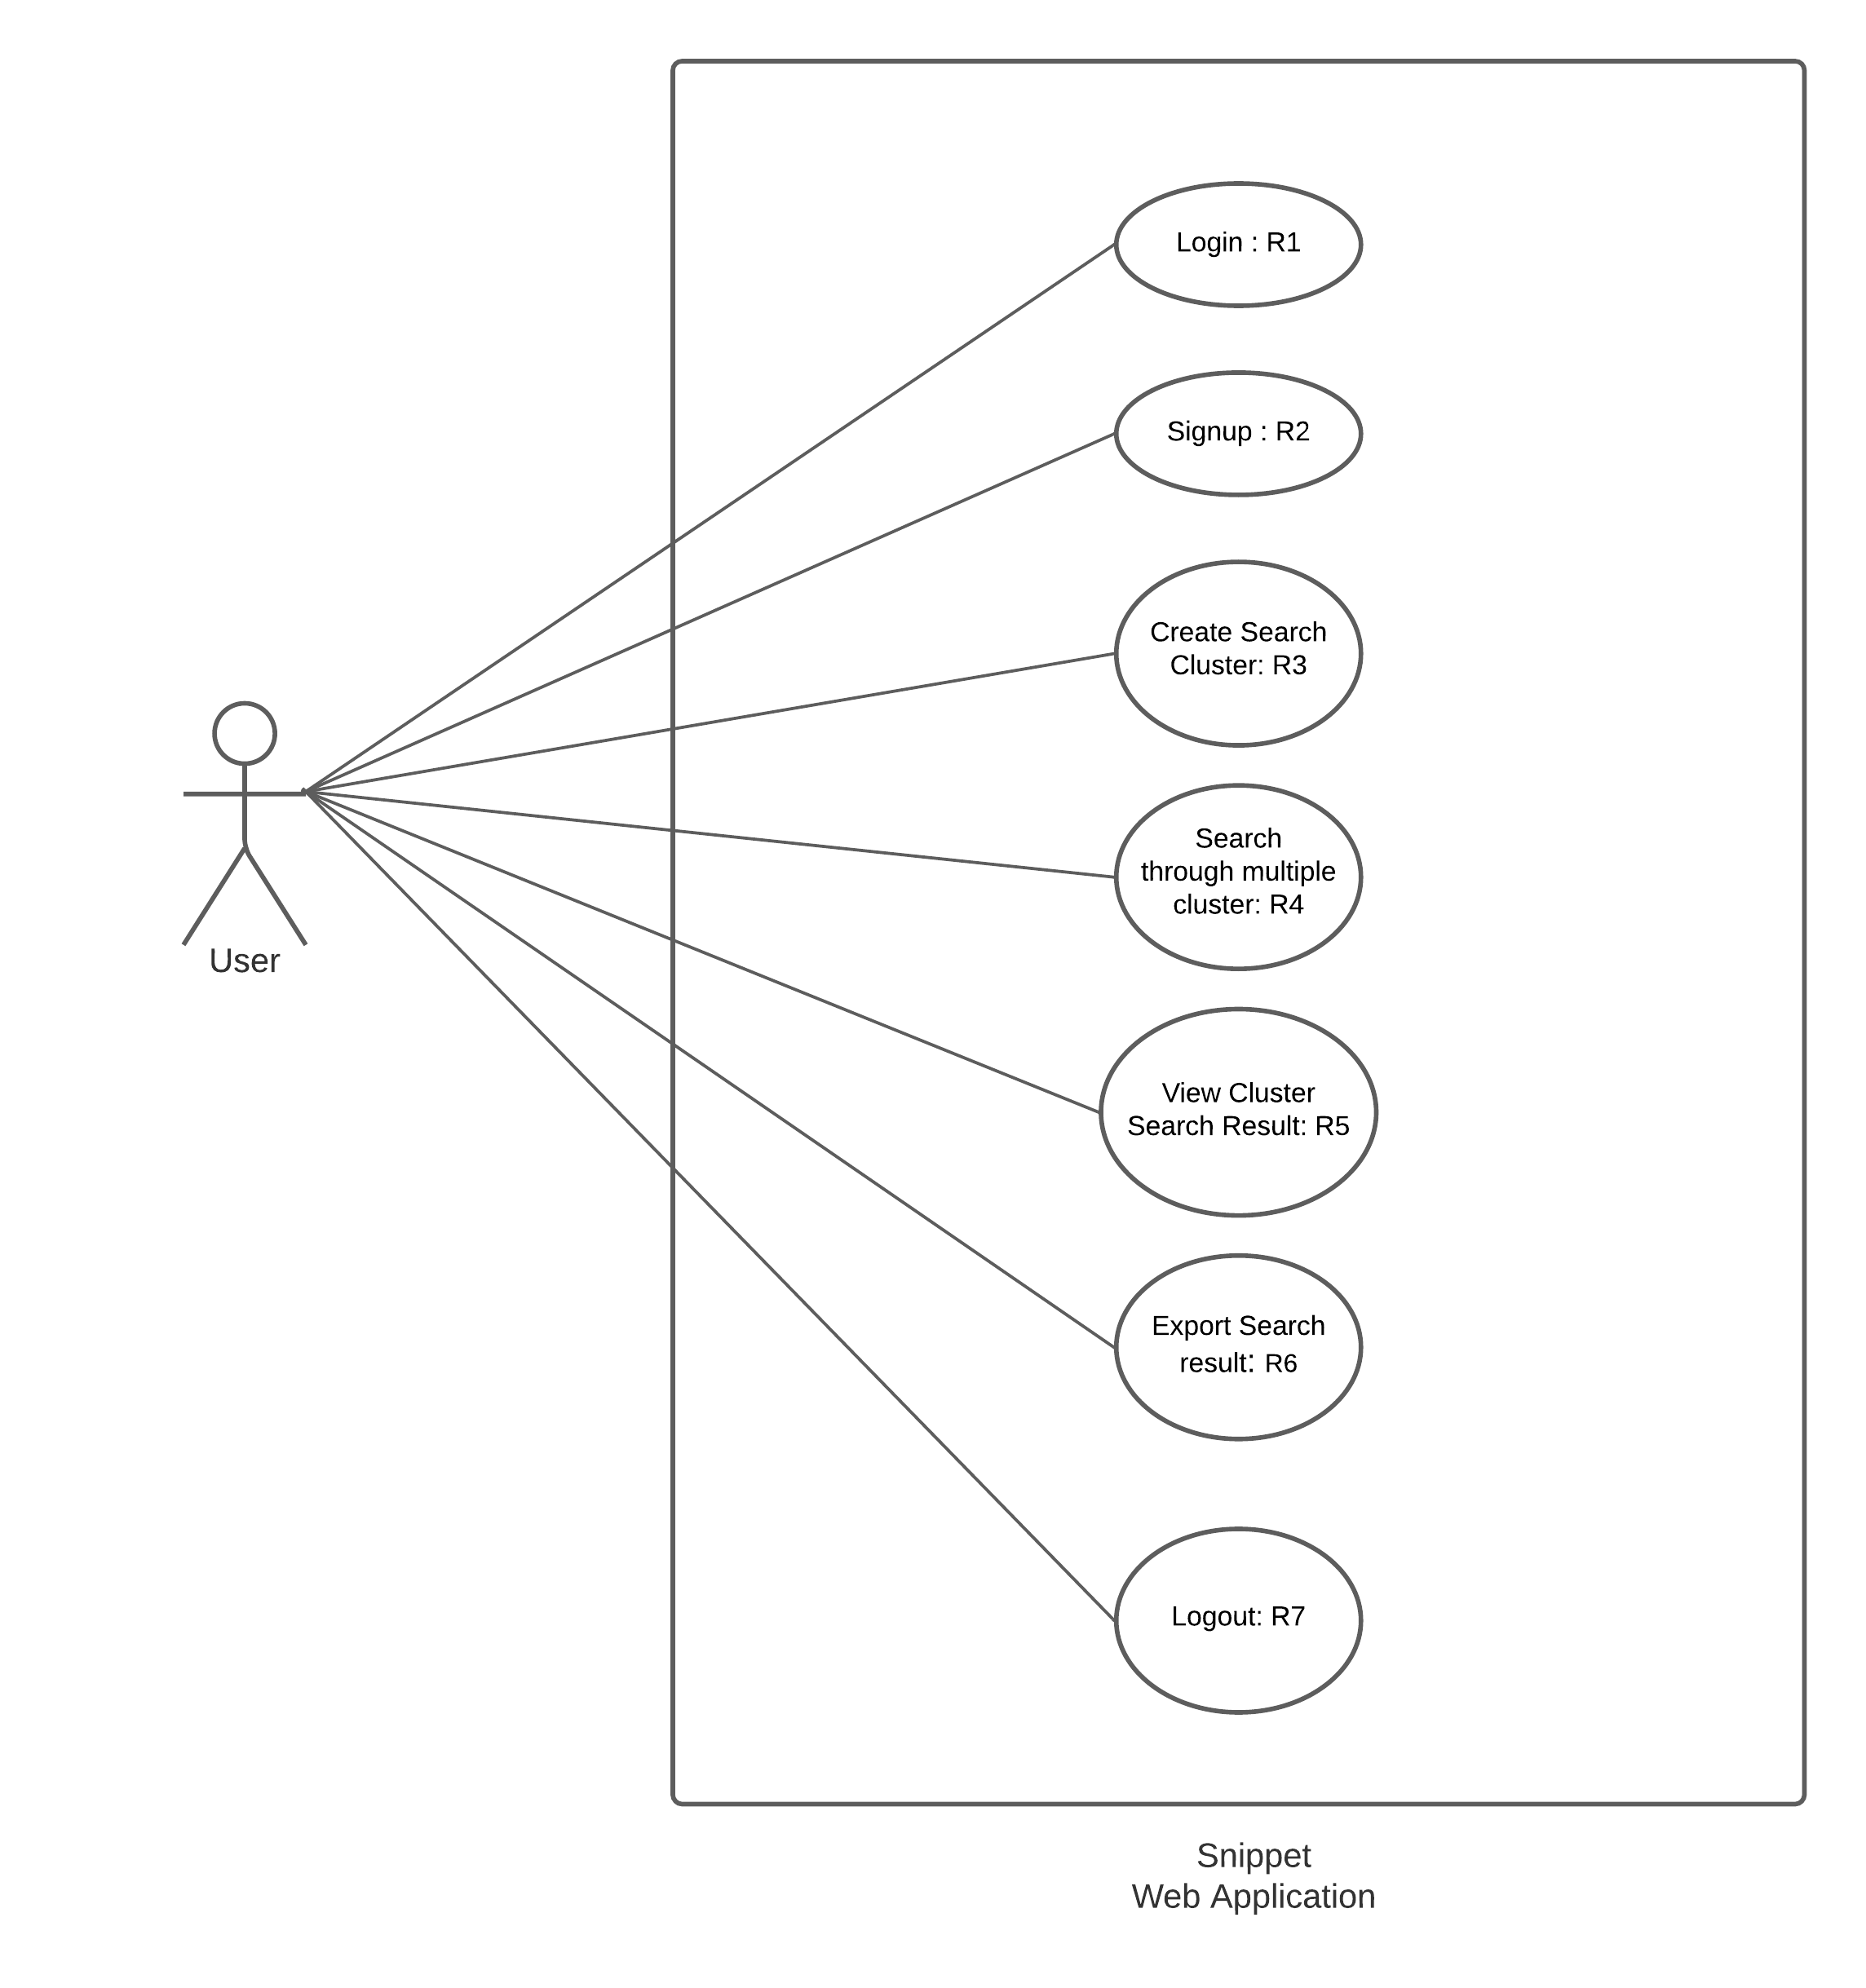 Login : R1
Signup : R2
Create Search
Cluster: R3
Search
through multiple
cluster: R4
User
View Cluster
Search Result: R5
Export Search
result: R6
Logout: R7
Snippet
Web Application